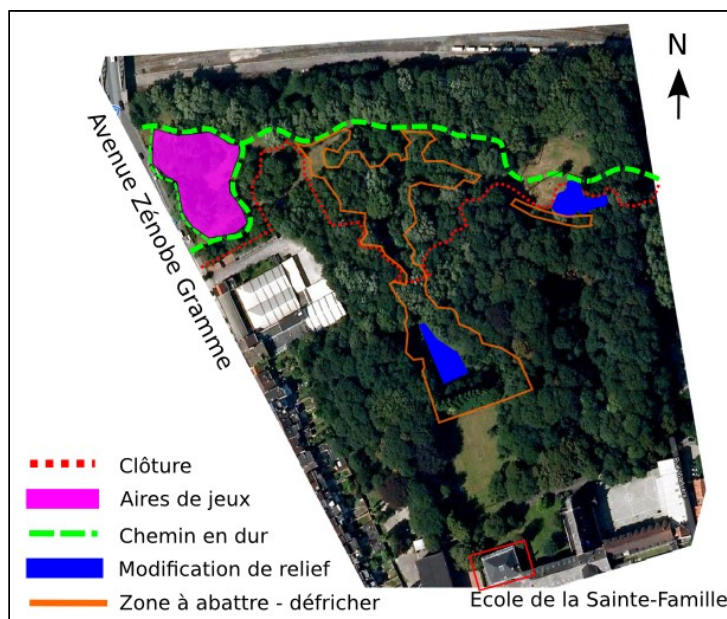 N
Avenue Zénobe Gramme
Clôture
Aires de jeux
Chemin en dur
Modification de relief
Zone à abattre - défricher
Ecole de la Sainte-Famille